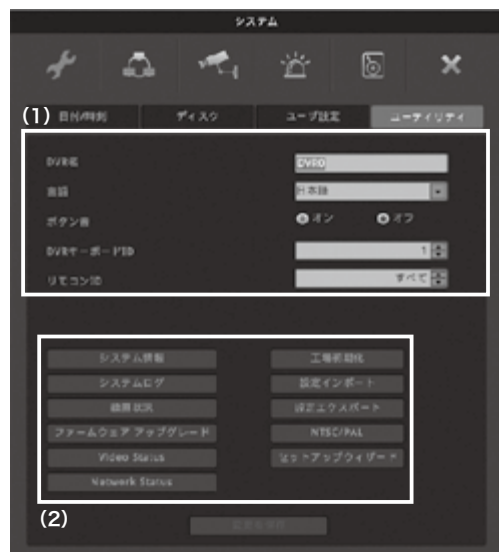 システム
(1) 日付/時刻 ディスク ユーザ設定 ユーティリティ
DVR名 DVR0
言語 日本語
ボタン音 オン オフ
DVRキーボードID 1
リモコンID すべて
システム情報 工場初期化
システムログ 設定インポート
設定エクスポート
ファームウェア アップグレード NTSC/PAL
Video Status セットアップウィザード
Network Status
(2)